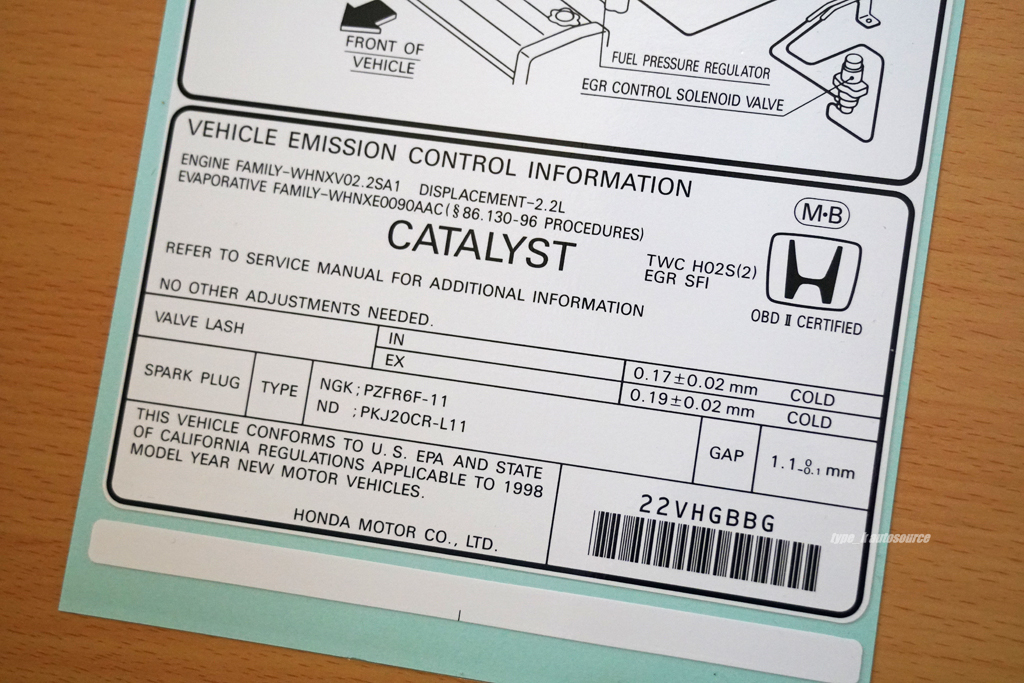 FRONT OF
VEHICLE
FUEL PRESSURE REGULATOR
EGR CONTROL SOLENOID VALVE
VEHICLE EMISSION CONTROL INFORMATION
ENGINE FAMILY-WHNXV02.2SA1 DISPLACEMENT-2.2L
EVAPORATIVE FAMILY-WHNXE0090AAC(§86.130-96 PROCEDURES)
M·B
CATALYST
TWC HO2S(2)
EGR SFI
REFER TO SERVICE MANUAL FOR ADDITIONAL INFORMATION
OBD II CERTIFIED
NO OTHER ADJUSTMENTS NEEDED.
VALVE LASH
IN
0.17±0.02 mm COLD
EX
0.19±0.02 mm COLD
SPARK PLUG
TYPE
NGK;PZFR6F-11
ND ;PKJ20CR-L11
GAP
1.1 0 -0.1 mm
THIS VEHICLE CONFORMS TO U.S. EPA AND STATE
OF CALIFORNIA REGULATIONS APPLICABLE TO 1998
MODEL YEAR NEW MOTOR VEHICLES.
HONDA MOTOR CO., LTD.
22VHGBBG